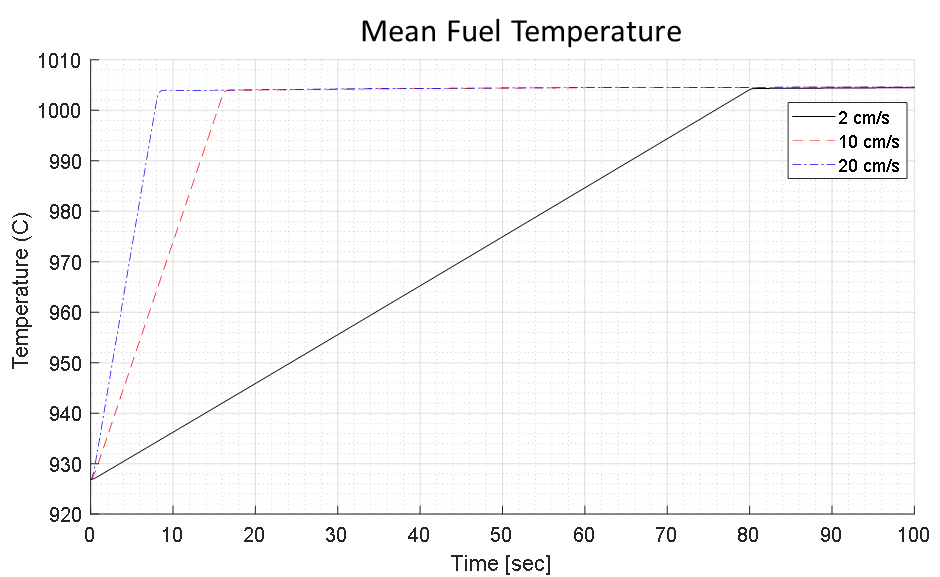 Mean Fuel Temperature
1010
1000
990
980
970
960
950
940
930
920
Temperature (C)
2 cm/s
10 cm/s
20 cm/s
0 10 20 30 40 50 60 70 80 90 100
Time [sec]